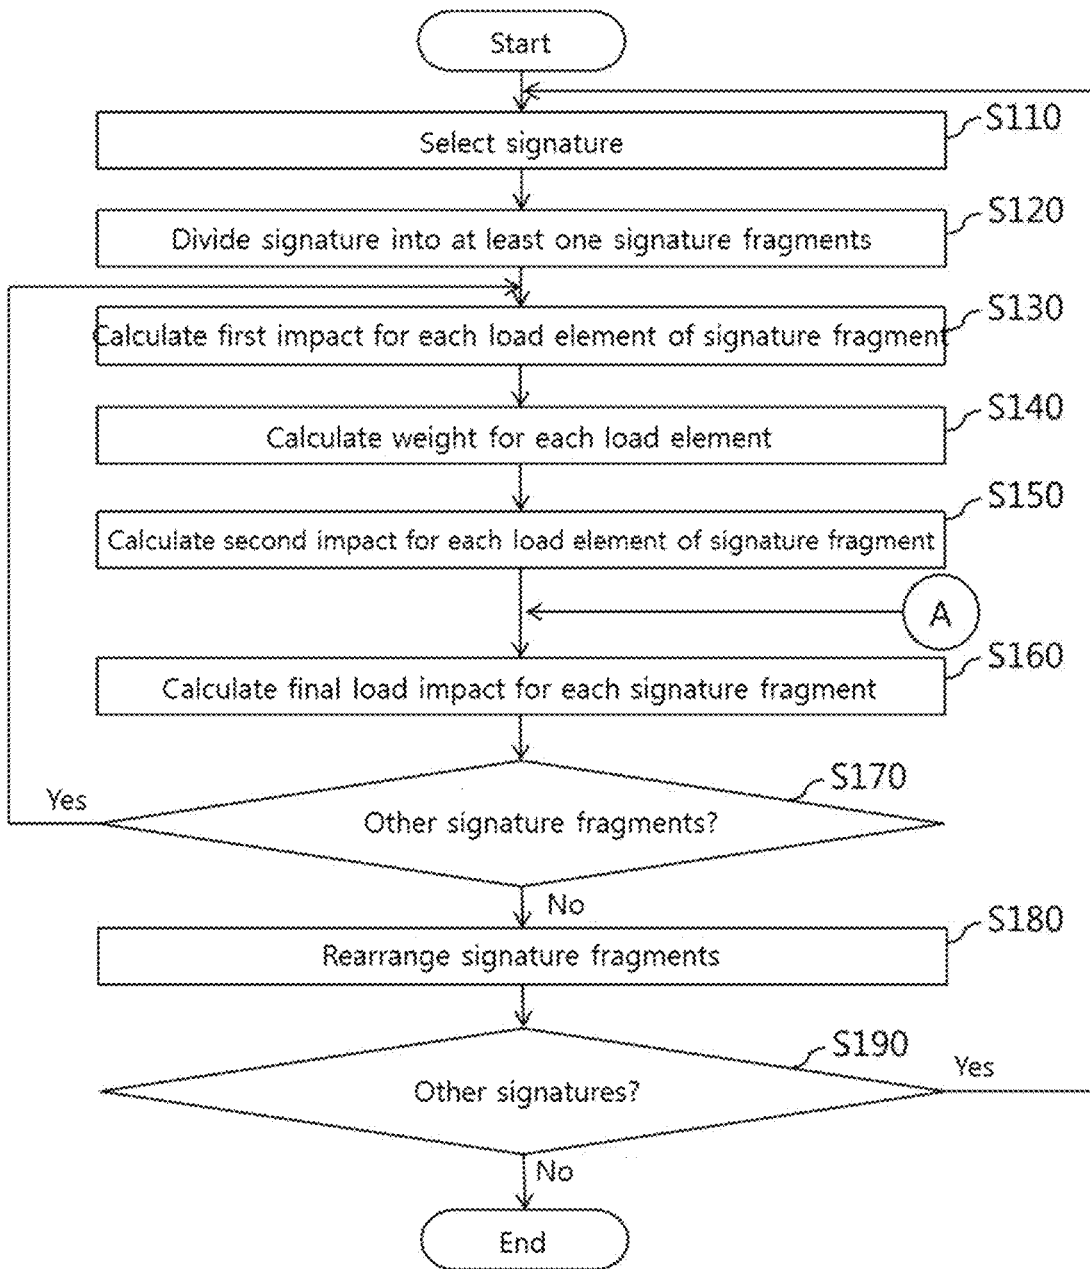 Start
S110
Select signature
S120
Divide signature into at least one signature fragments
S130
Calculate first impact for each load element of signature fragment
S140
Calculate weight for each load element
S150
Calculate second impact for each load element of signature fragment
A
S160
Calculate final load impact for each signature fragment
S170
Yes
Other signature fragments?
No
S180
Rearrange signature fragments
S190
Yes
Other signatures?
No
End